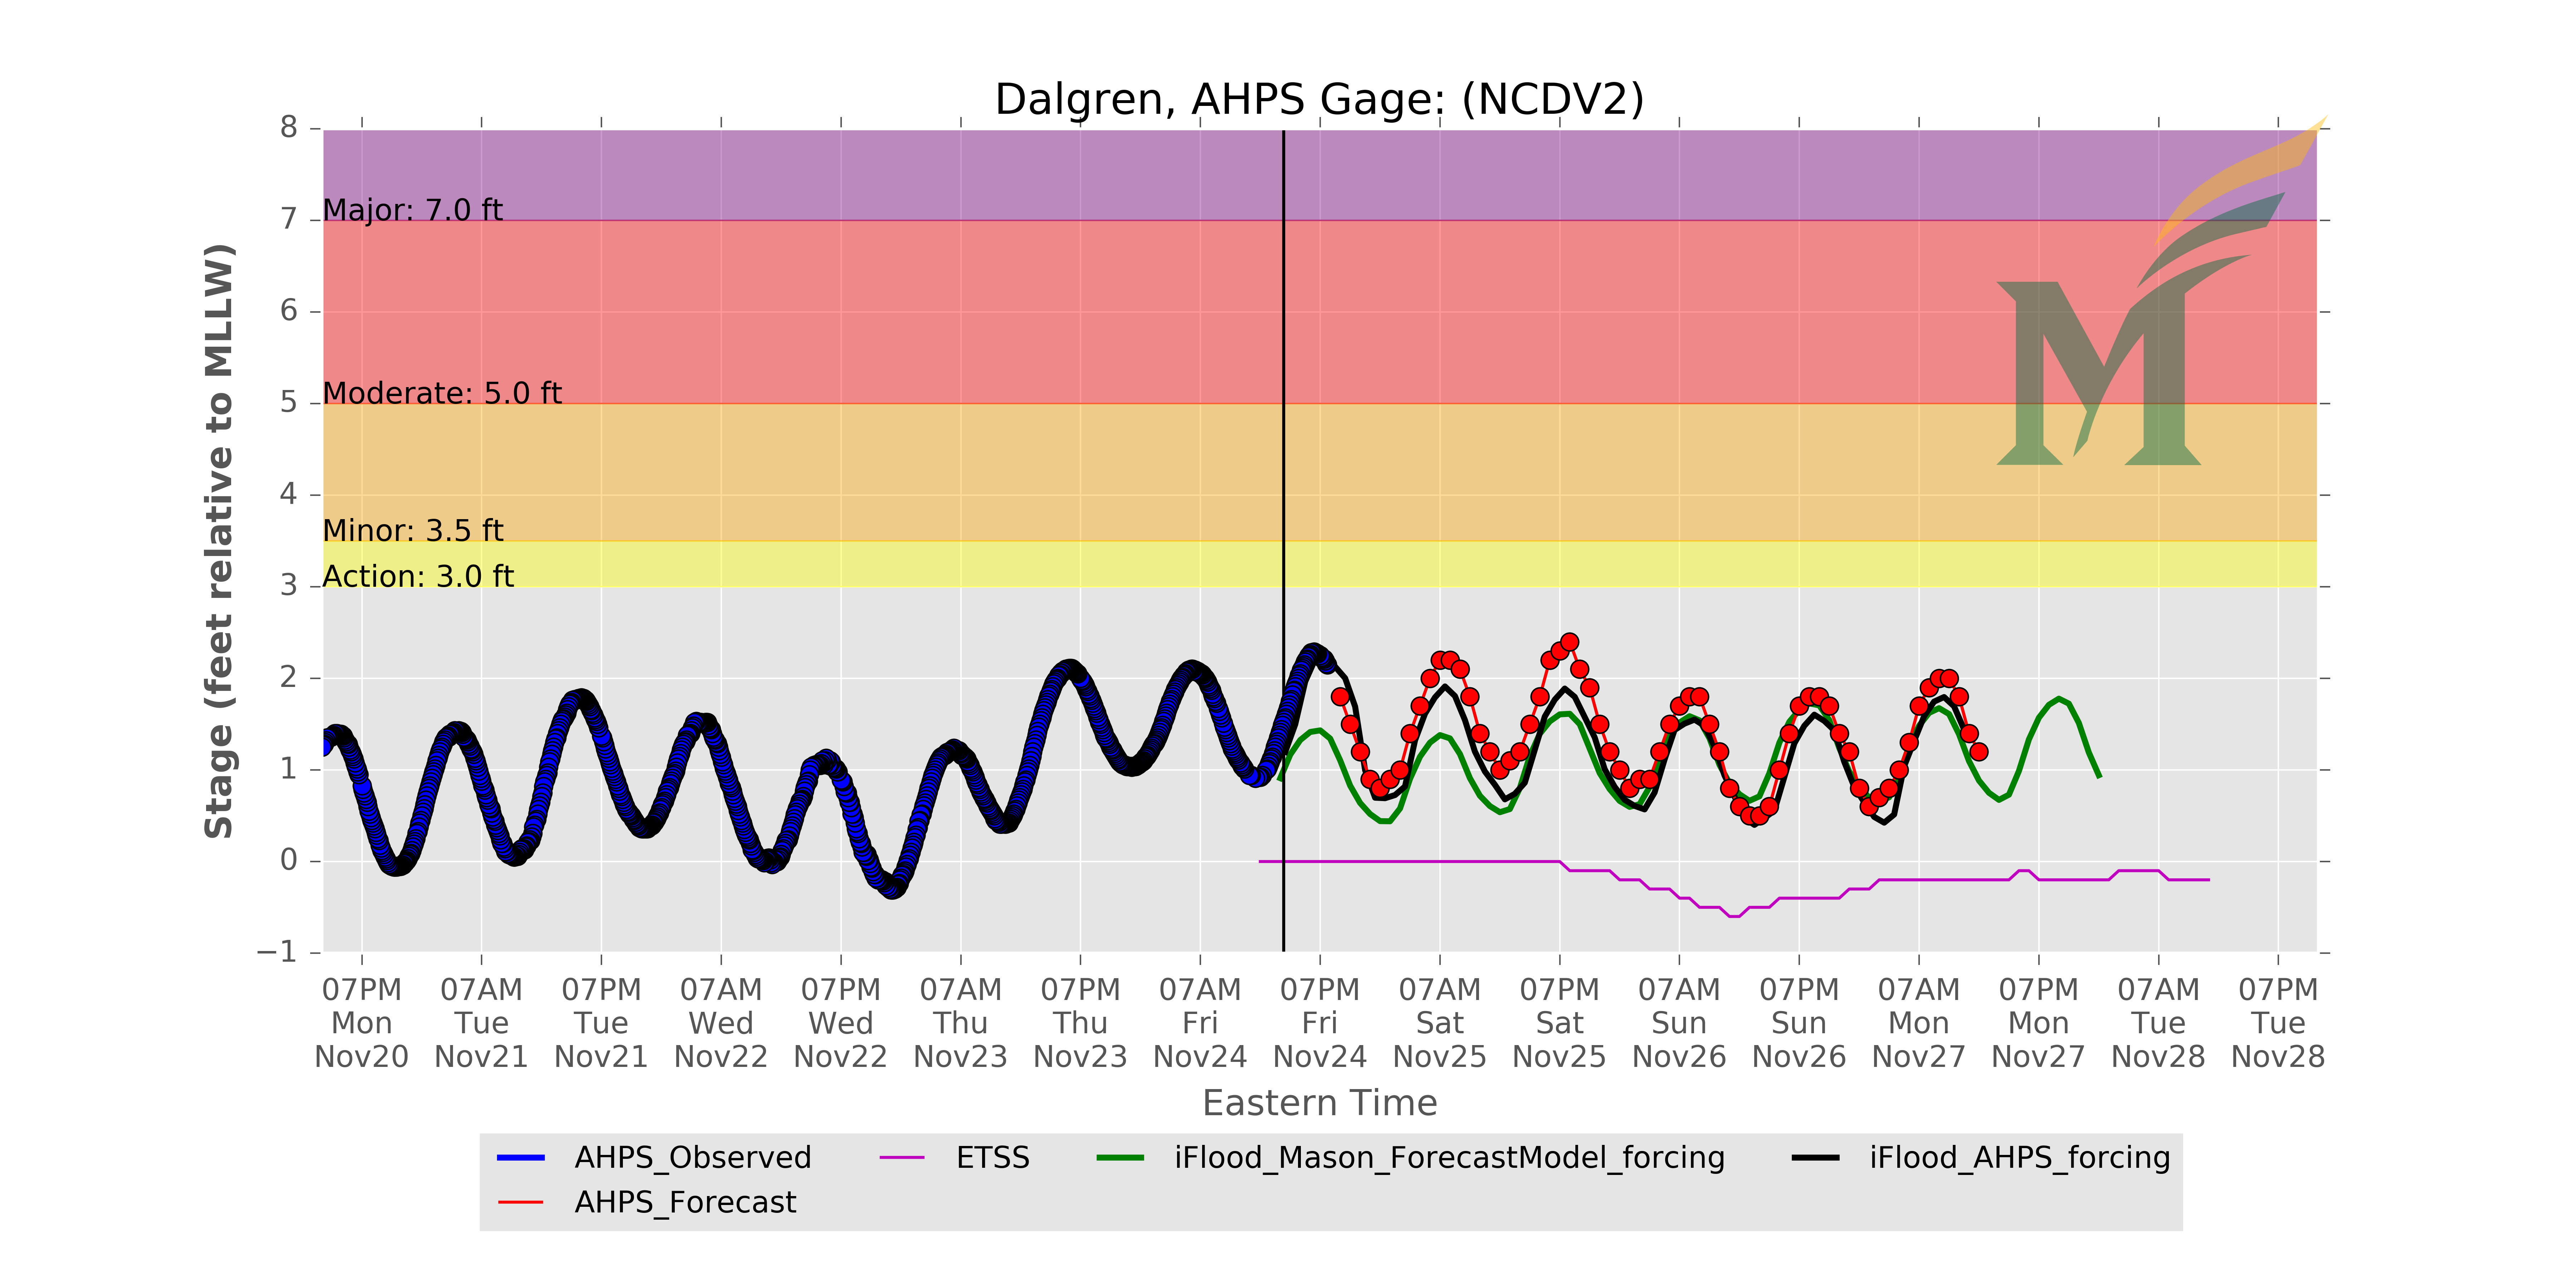 Dalgren, AHPS Gage: (NCDV2)
Stage (feet relative to MLLW)
8
7
6
5
4
3
2
1
0
−1
Major: 7.0 ft
Moderate: 5.0 ft
Minor: 3.5 ft
Action: 3.0 ft
M
07PM 07AM 07PM 07AM 07PM 07AM 07PM 07AM 07PM 07AM 07PM 07AM 07PM 07AM 07PM 07AM 07PM
Mon Tue Tue Wed Wed Thu Thu Fri Fri Sat Sat Sun Sun Mon Mon Tue Tue
Nov20 Nov21 Nov21 Nov22 Nov22 Nov23 Nov23 Nov24 Nov24 Nov25 Nov25 Nov26 Nov26 Nov27 Nov27 Nov28 Nov28
Eastern Time
AHPS_Observed ETSS iFlood_Mason_ForecastModel_forcing iFlood_AHPS_forcing
AHPS_Forecast